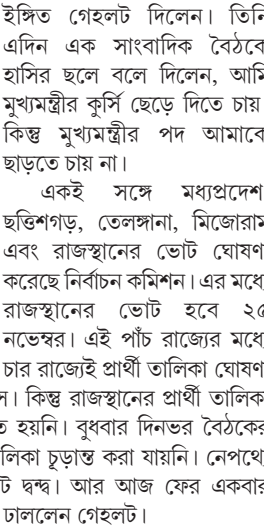 ইঙ্গিত গেহলট দিলেন। তিনি
এদিন এক সাংবাদিক বৈঠকে
হাসির ছলে বলে দিলেন, আমি
মুখ্যমন্ত্রীর কুর্সি ছেড়ে দিতে চায়
কিন্তু মুখ্যমন্ত্রীর পদ আমাকে
ছাড়তে চায় না।
একই সঙ্গে মধ্যপ্রদেশ
ছত্তিশগড়, তেলঙ্গানা, মিজোরাম
এবং রাজস্থানের ভোট ঘোষণা
করেছে নির্বাচন কমিশন। এর মধ্যে
রাজস্থানের ভোট হবে ২৫
নভেম্বর। এই পাঁচ রাজ্যের মধ্যে
চার রাজ্যেই প্রার্থী তালিকা ঘোষণা
কিন্তু রাজস্থানের প্রার্থী তালিকা
হয়নি। বুধবার দিনভর বৈঠকের
চূড়ান্ত করা যায়নি। নেপথ্যে
দ্বন্দ্ব। আর আজ ফের একবার
ঢাললেন গেহলট।